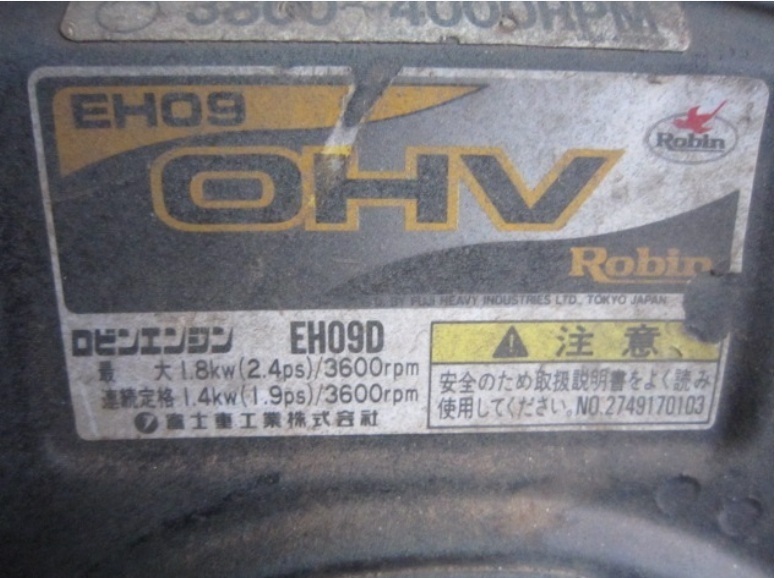 3800~4000RPM
EH09
OHV
Robin
Robin
BY FUJI HEAVY INDUSTRIES LTD., TOKYO JAPAN
ロビンエンジン EH09D
最 大 1.8kw(2.4ps)/3600rpm
連続定格 1.4kw(1.9ps)/3600rpm
富士重工業株式会社
注 意
安全のため取扱説明書をよく読み
使用してください。NO.2749170103